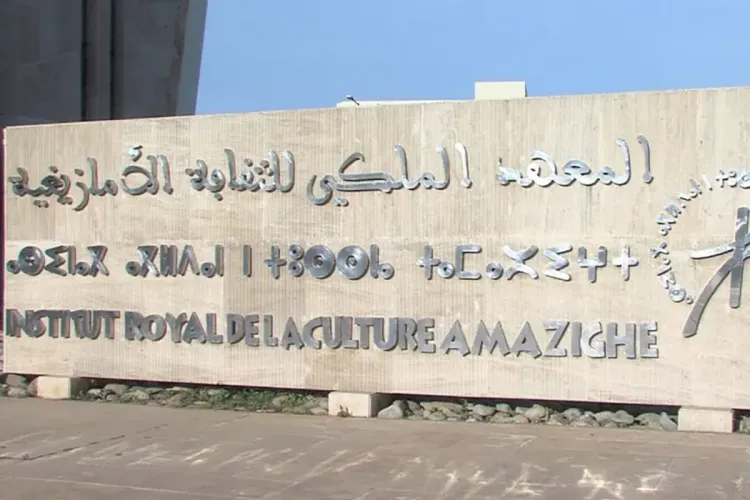 المعهد الملكي للثقافة الأمازيغية
ⴰⵙⵉⵏⴰⴳ ⴰⴳⵍⴷⴰⵏ ⵏ ⵜⵓⵙⵙⵏⴰ ⵜⴰⵎⴰⵣⵉⵖⵜ
INSTITUT ROYAL DE LA CULTURE AMAZIGHE